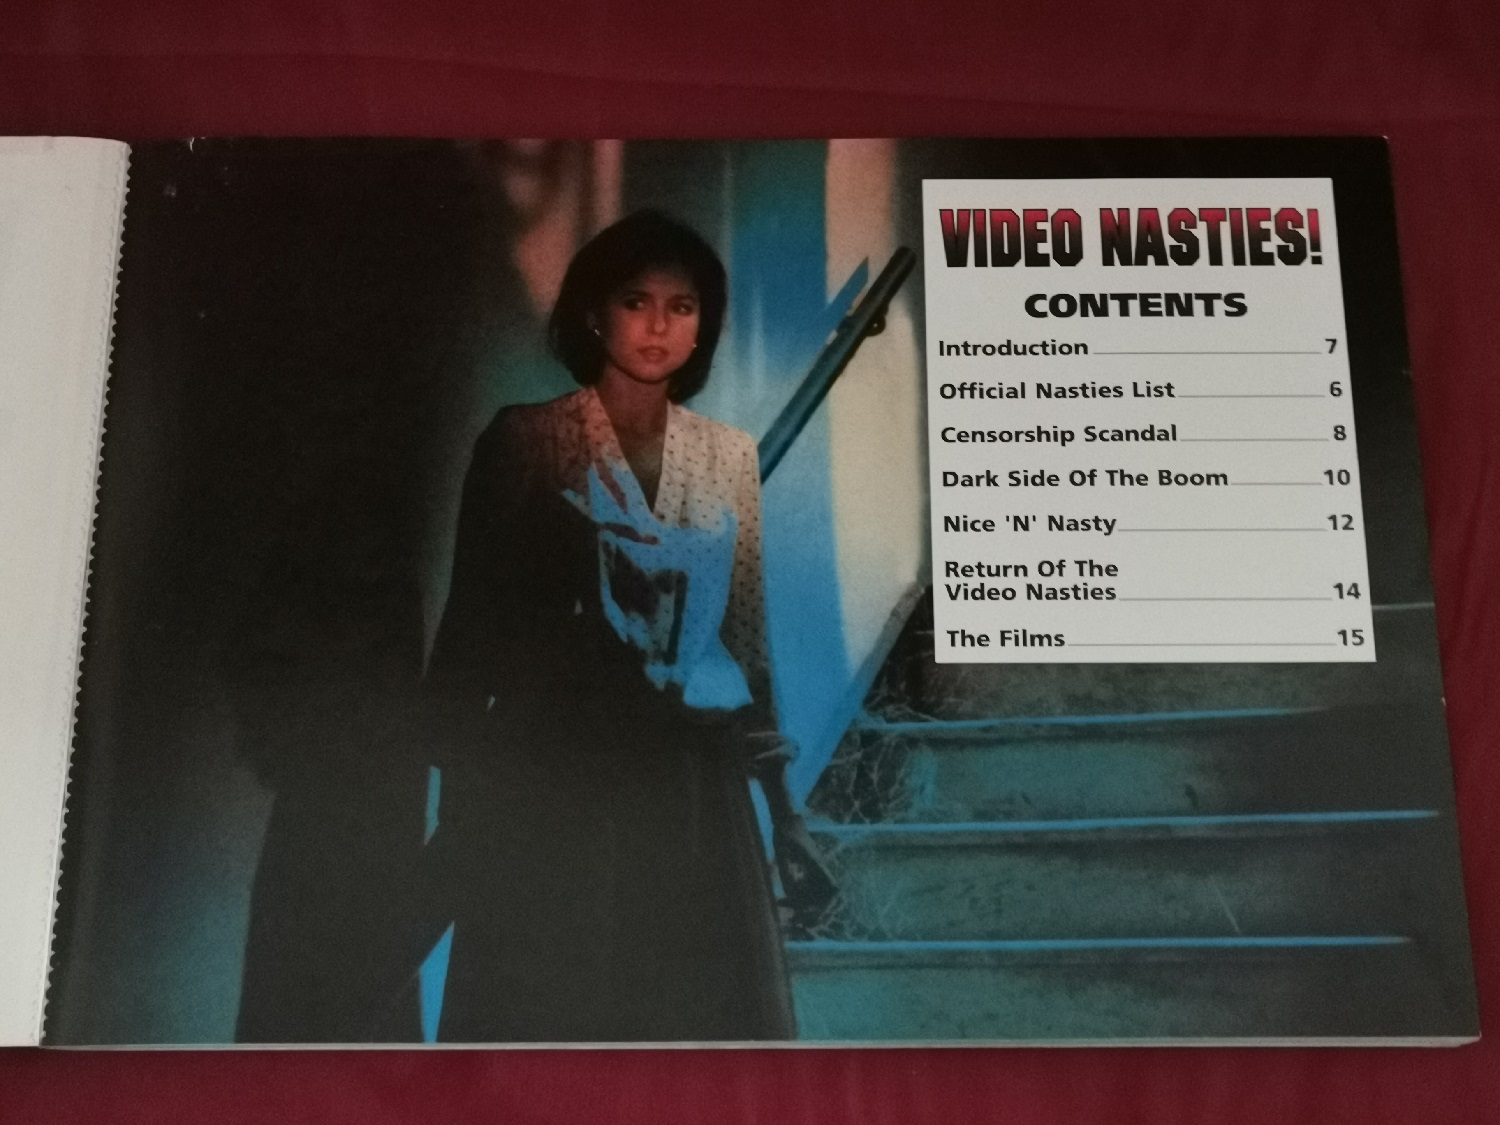 VIDEO NASTIES!
CONTENTS
Introduction 7
Official Nasties List 6
Censorship Scandal 8
Dark Side Of The Boom 10
Nice 'N' Nasty 12
Return Of The
Video Nasties 14
The Films 15